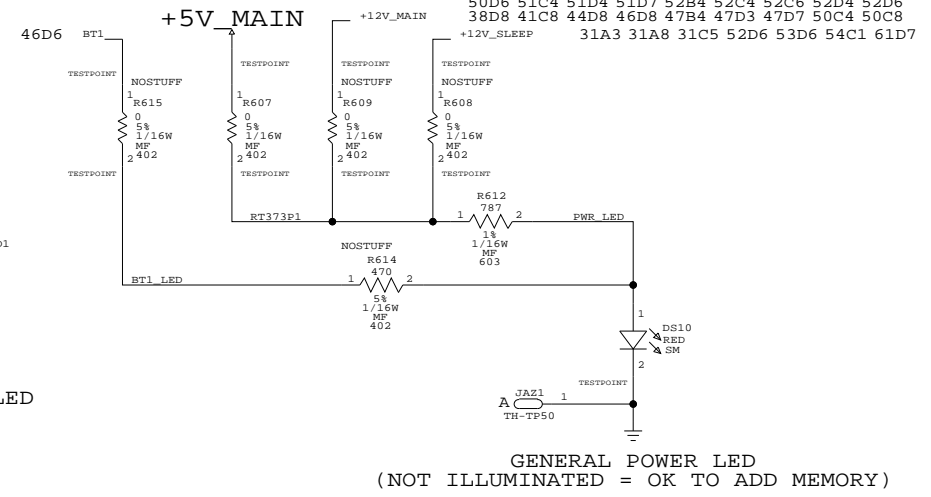 50D6 51C4 51D4 51D7 52B4 52C4 52C6 52D4 52D6
38D8 41C8 44D8 46D8 47B4 47D3 47D7 50C4 50C8
+5V_MAIN
+12V_MAIN
46D6 BT1
+12V_SLEEP
31A3 31A8 31C5 52D6 53D6 54C1 61D7
TESTPOINT
TESTPOINT
TESTPOINT
TESTPOINT
NOSTUFF
NOSTUFF
NOSTUFF
1 R615
0
5%
1/16W
MF
2 402
1 R607
0
5%
1/16W
MF
2 402
1 R609
0
5%
1/16W
MF
2 402
1 R608
0
5%
1/16W
MF
2 402
TESTPOINT
TESTPOINT
TESTPOINT
TESTPOINT
RT373P1
R612
787
1 2
1%
1/16W
MF
603
PWR_LED
NOSTUFF
R614
470
1 2
5%
1/16W
MF
402
BT1_LED
1
DS10
RED
SM
2
TESTPOINT
A JAZ1 1
TH-TP50
LED
GENERAL POWER LED
(NOT ILLUMINATED = OK TO ADD MEMORY)